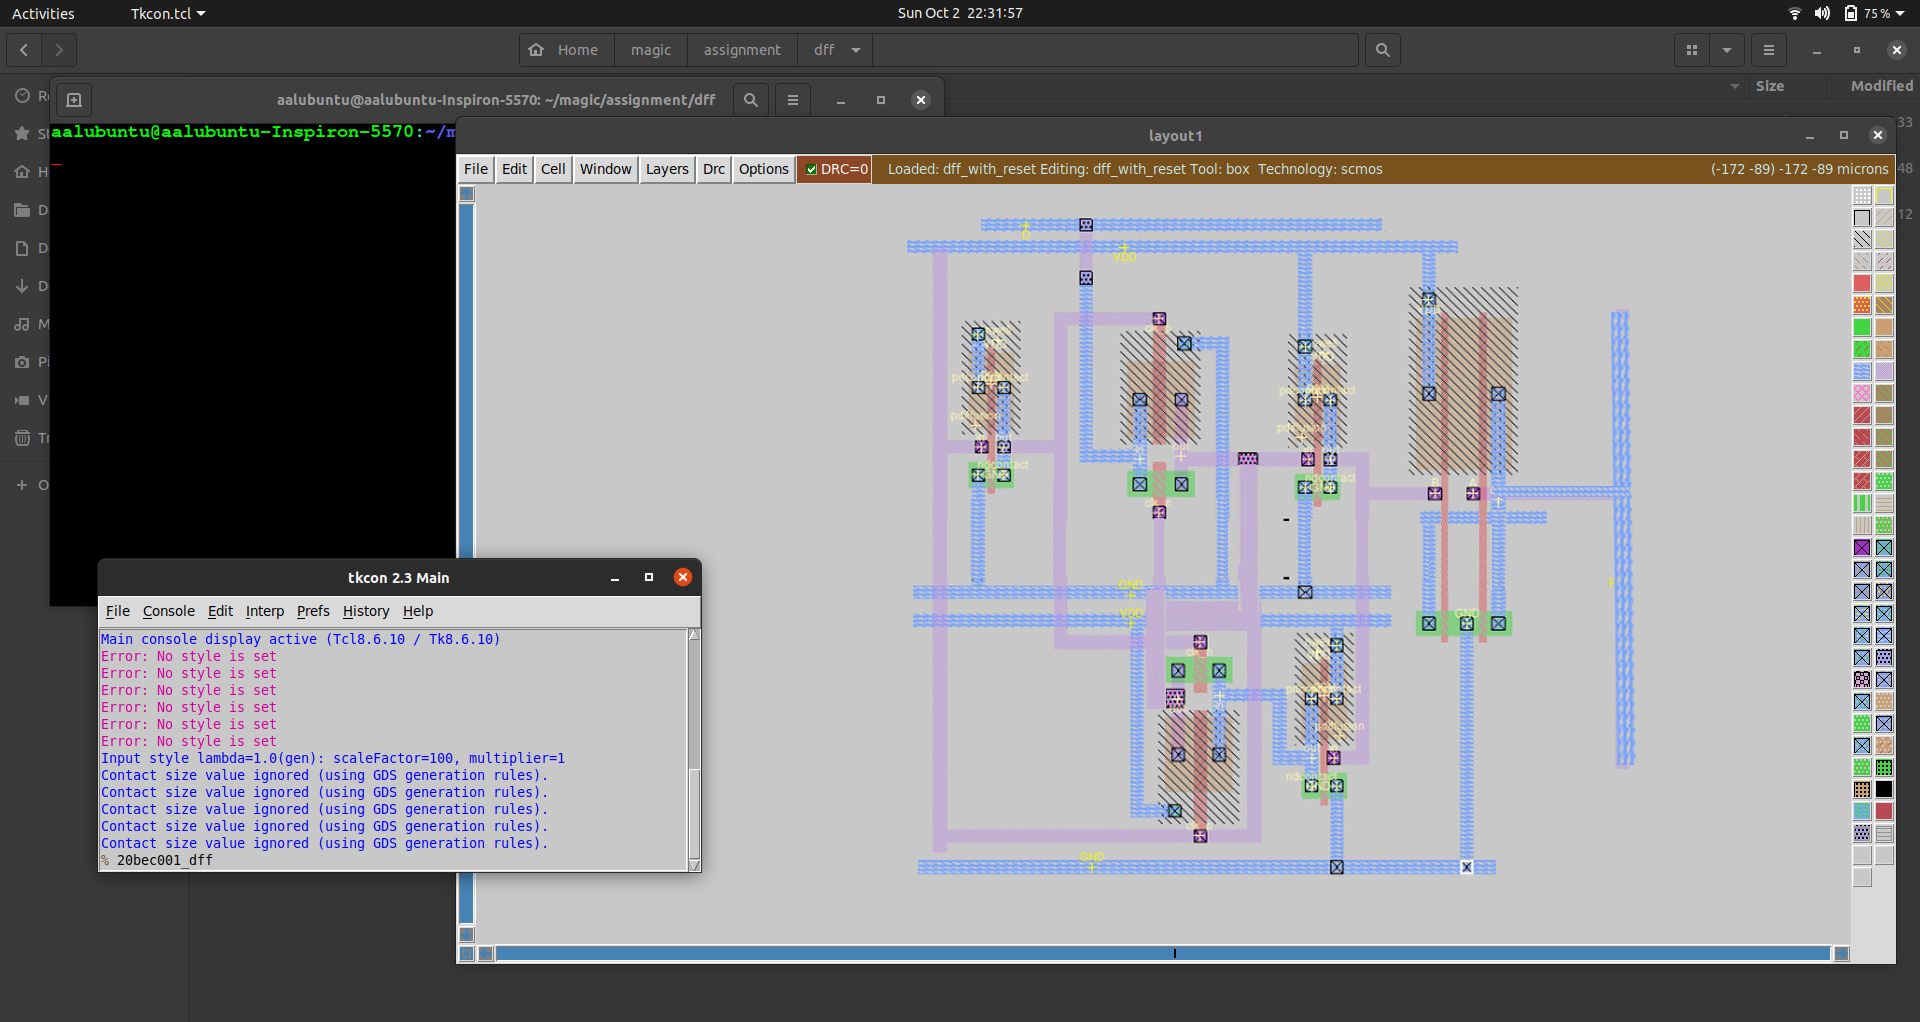 Activities
Tkcon.tcl
Sun Oct 2 22:31:57
75 %
Home
magic
assignment
dff
aalubuntu@aalubuntu-Inspiron-5570: ~/magic/assignment/dff
Size
Modified
aalubuntu@aalubuntu-Inspiron-5570:~/m
layout1
File
Edit
Cell
Window
Layers
Drc
Options
DRC=0
Loaded: dff_with_reset Editing: dff_with_reset Tool: box Technology: scmos
(-172 -89) -172 -89 microns
D
VDD
ndcontact
out
B
A
ndcontact
GND
VDD
GND
ndcontact
GND
tkcon 2.3 Main
File
Console
Edit
Interp
Prefs
History
Help
Main console display active (Tcl8.6.10 / Tk8.6.10)
Error: No style is set
Error: No style is set
Error: No style is set
Error: No style is set
Error: No style is set
Error: No style is set
Input style lambda=1.0(gen): scaleFactor=100, multiplier=1
Contact size value ignored (using GDS generation rules).
Contact size value ignored (using GDS generation rules).
Contact size value ignored (using GDS generation rules).
Contact size value ignored (using GDS generation rules).
Contact size value ignored (using GDS generation rules).
% 20bec001_dff